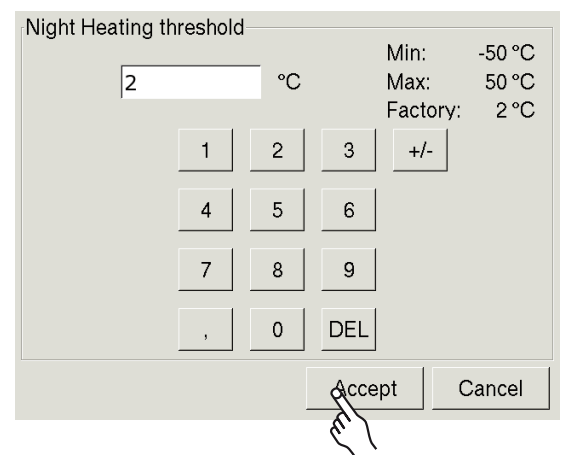 Night Heating threshold
Min: -50 °C
2 °C Max: 50 °C
Factory: 2 °C
1 2 3 +/-
4 5 6
7 8 9
, 0 DEL
Accept Cancel